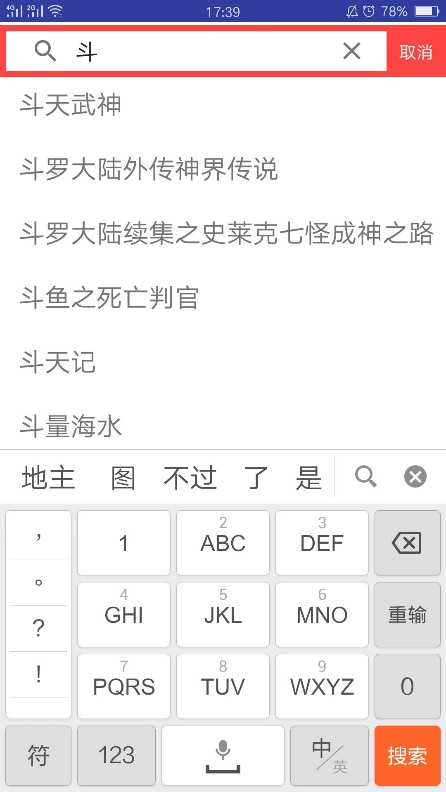 4G 2G 17:39 78%
斗 取消
斗天武神
斗罗大陆外传神界传说
斗罗大陆续集之史莱克七怪成神之路
斗鱼之死亡判官
斗天记
斗量海水
地主 图 不过 了 是
， 1 2 ABC 3 DEF
。 4 GHI 5 JKL 6 MNO 重输
? 7 PQRS 8 TUV 9 WXYZ 0
!
符 123 中/英 搜索